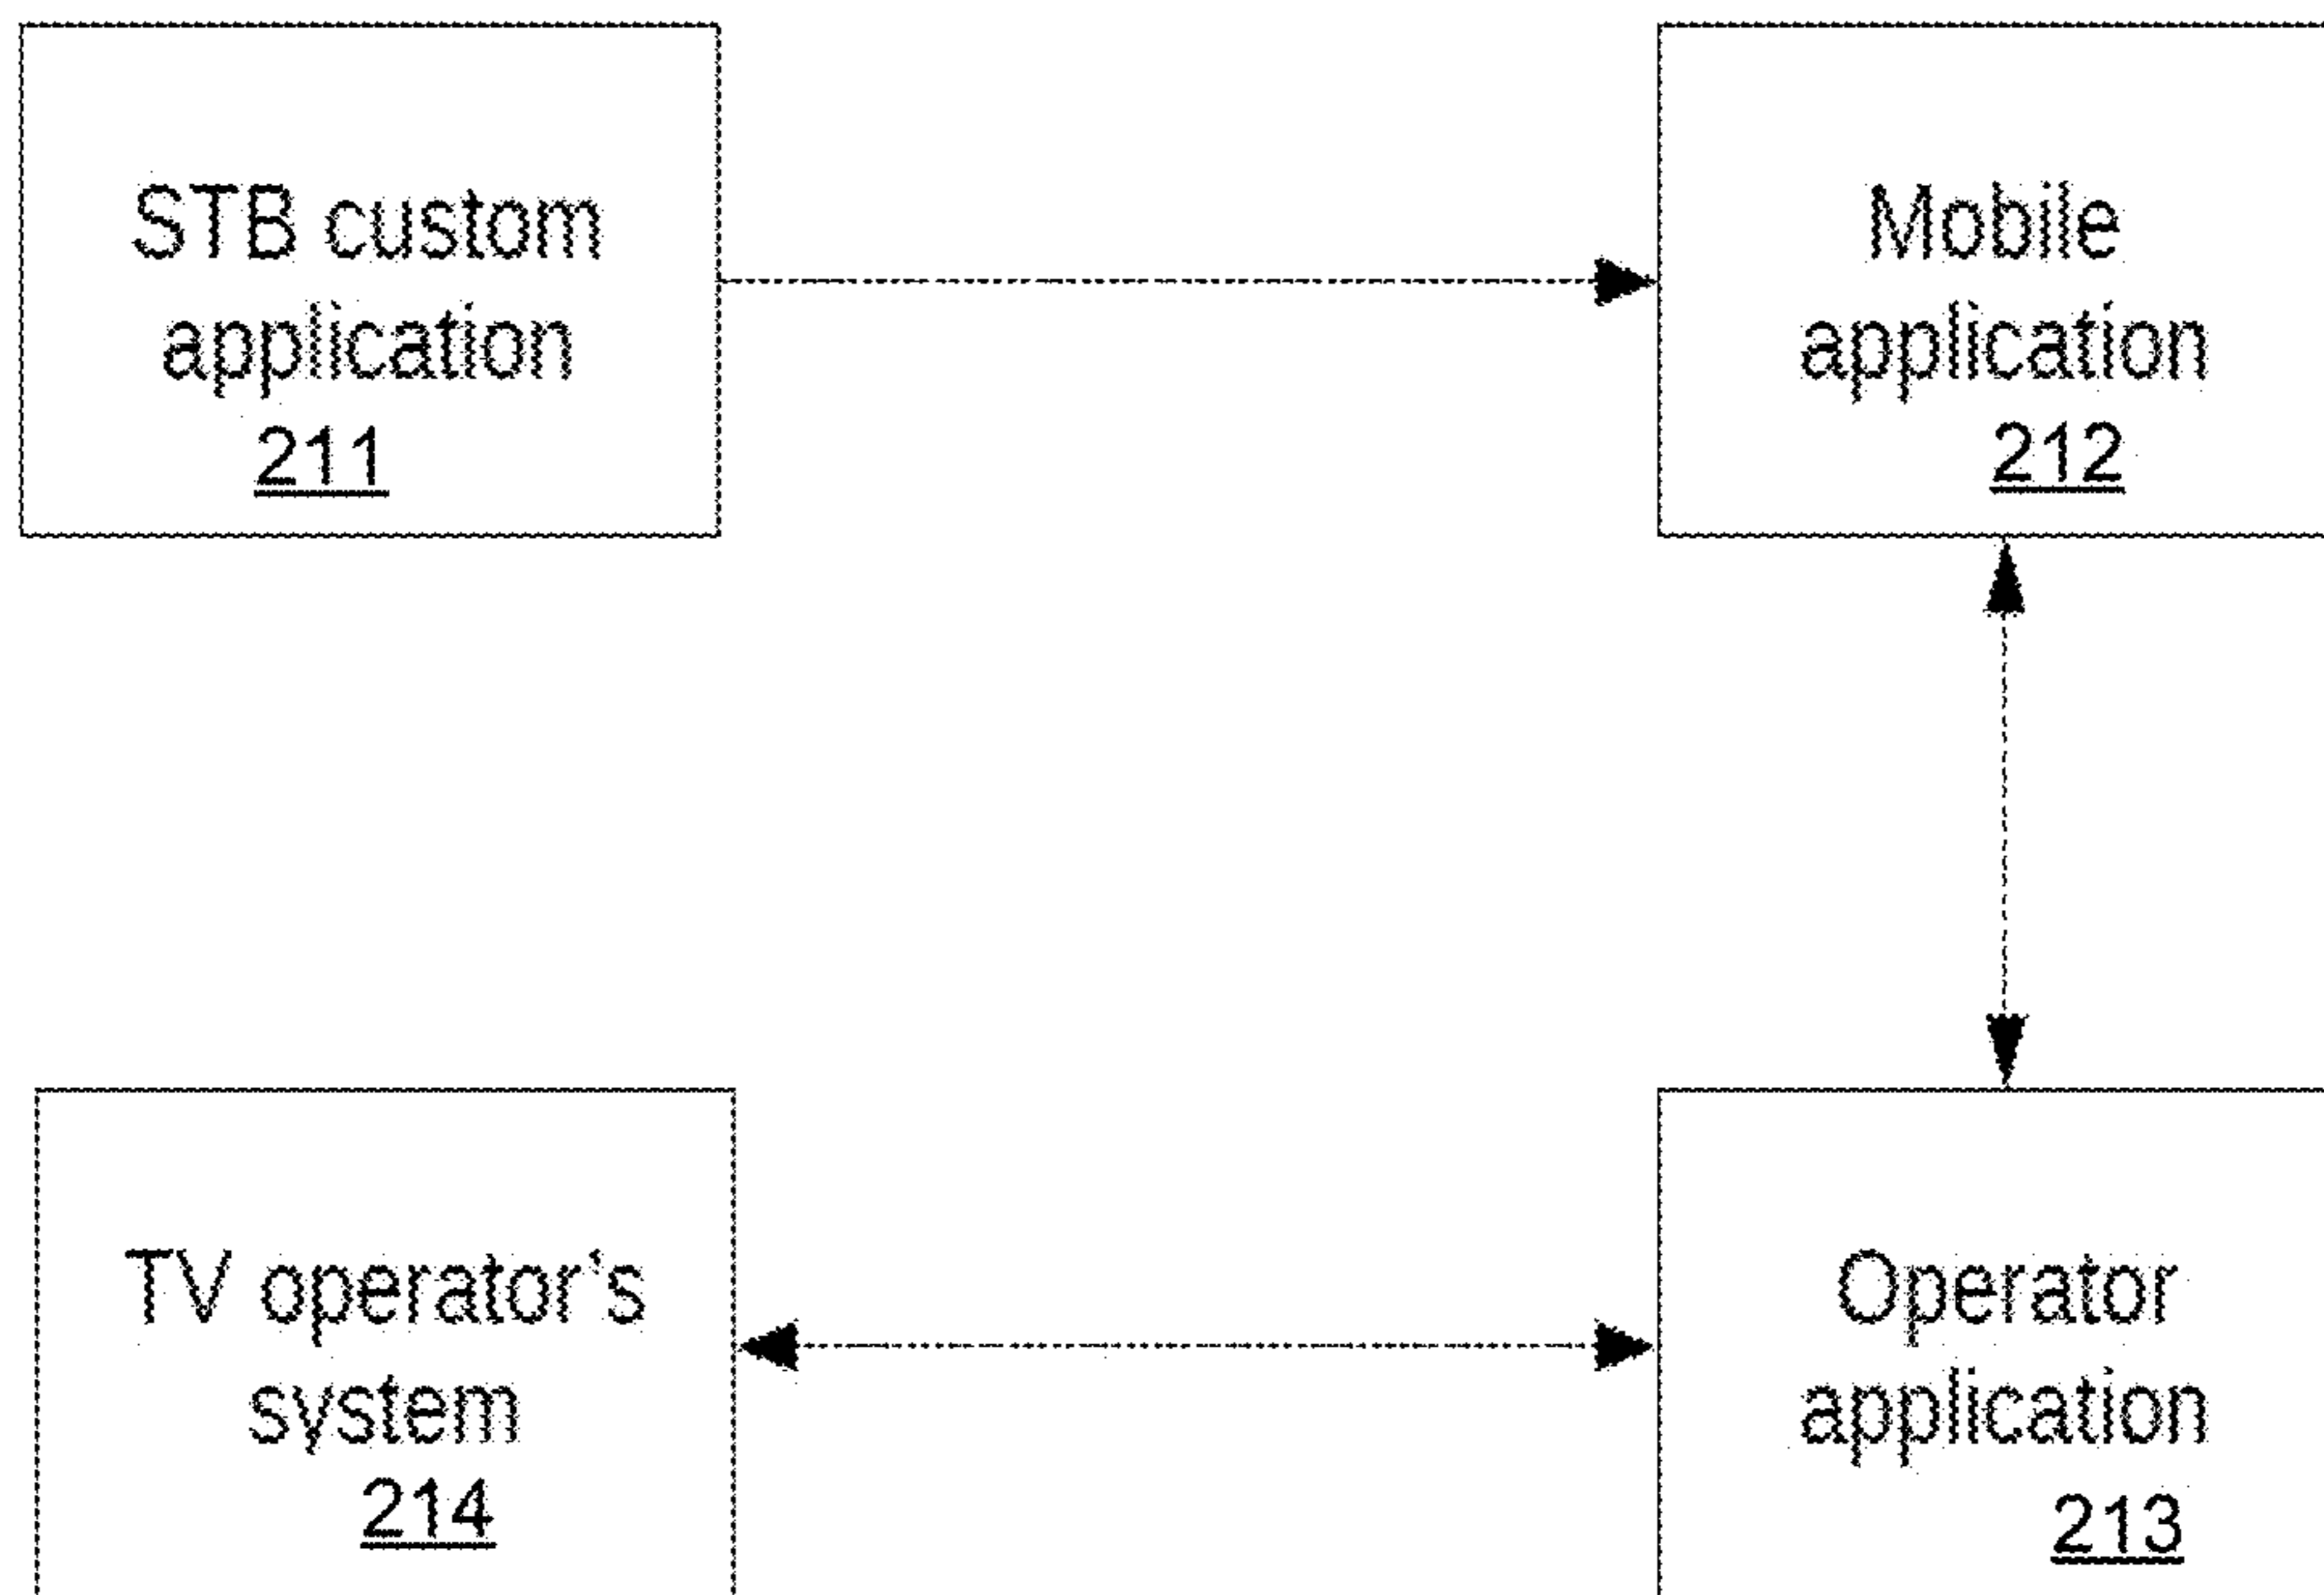 STB custom
application
211
Mobile
application
212
TV operator‘s
system
214
Operator
application
213